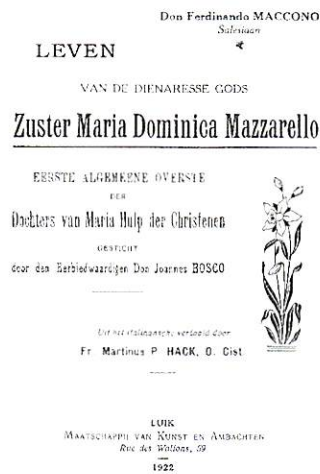 Don Ferdinando MACCONO
Salesiaan
LEVEN
VAN DE DIENARESSE GODS
Zuster Maria Dominica Mazzarello
EERSTE ALGEMEENE OVERSTE
DER
Dochters van Maria Hulp der Christenen
GESTICHT
door den Eerbiedwaardigen Don Joannes BOSCO
Uit het italiaansch, vertaald door
Fr. Martinus P. HACK, O. Cist.
LUIK
MAATSCHAPPIJ VAN KUNST EN AMBACHTEN
Rue des Wallons, 59
1922